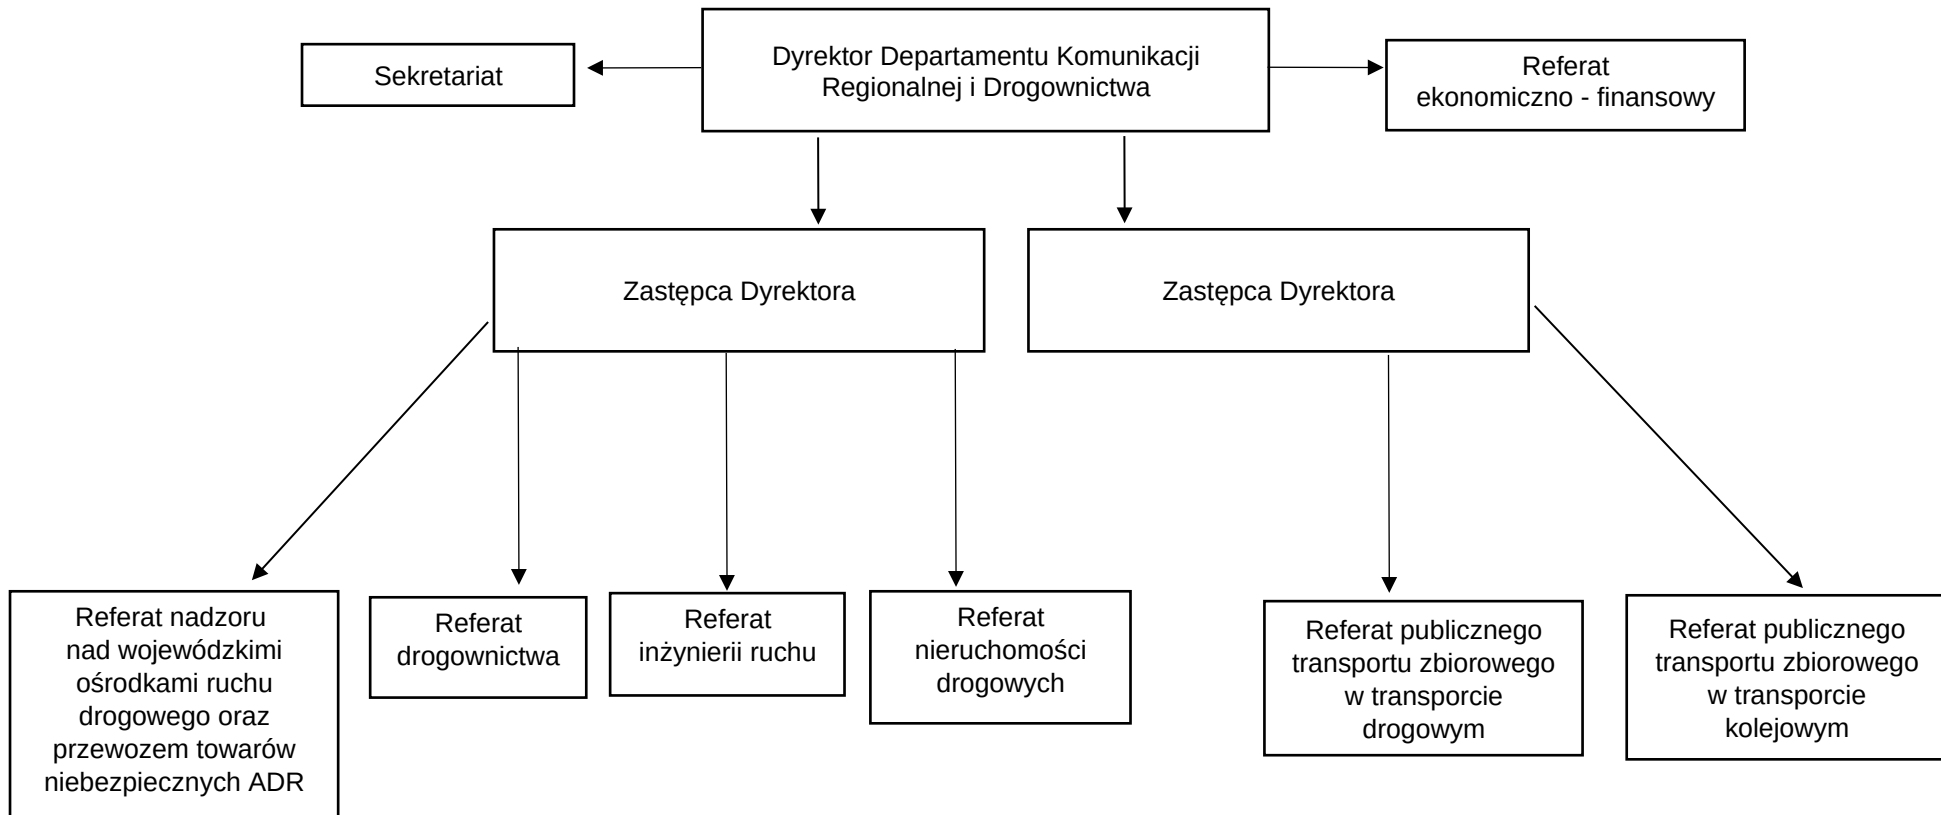 Dyrektor Departamentu Komunikacji
Regionalnej i Drogownictwa
Sekretariat
Referat
ekonomiczno - finansowy
Zastępca Dyrektora
Zastępca Dyrektora
Referat nadzoru
nad wojewódzkimi
ośrodkami ruchu
drogowego oraz
przewozem towarów
niebezpiecznych ADR
Referat
drogownictwa
Referat
inżynierii ruchu
Referat
nieruchomości
drogowych
Referat publicznego
transportu zbiorowego
w transporcie
drogowym
Referat publicznego
transportu zbiorowego
w transporcie
kolejowym